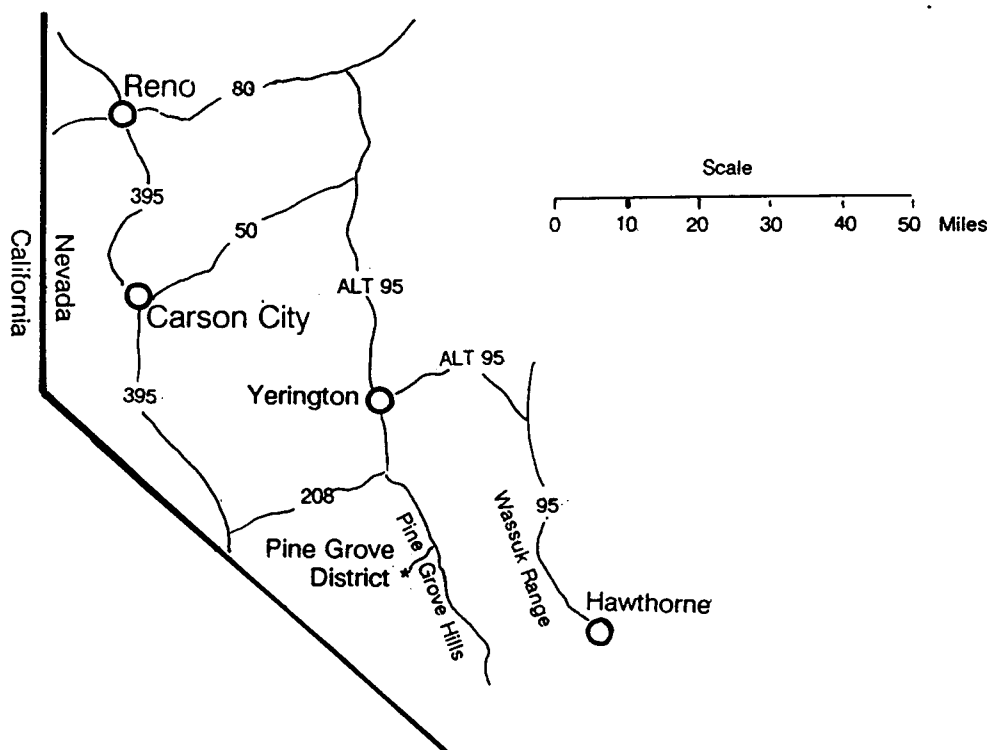 Reno
80
395
Scale
0 10 20 30 40 50 Miles
50
Nevada
California
ALT 95
Carson City
ALT 95
395
Yerington
208
95
Wassuk Range
Pine Grove
District
*
Pine Grove Hills
Hawthorne